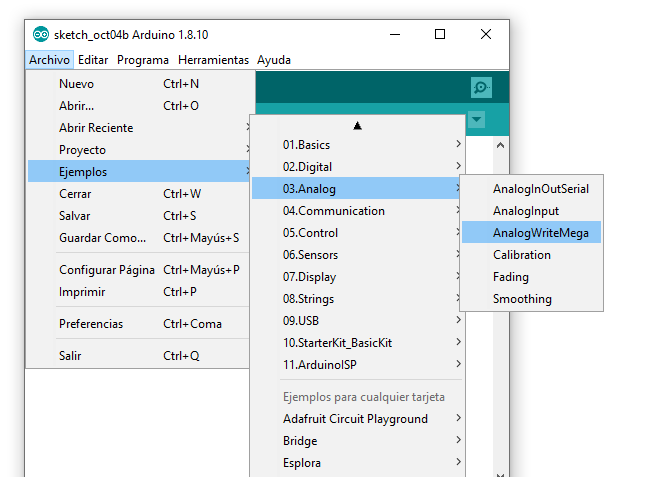 sketch_oct04b Arduino 1.8.10
Archivo Editar Programa Herramientas Ayuda
Nuevo Ctrl+N
Abrir... Ctrl+O
Abrir Reciente
Proyecto
Ejemplos
Cerrar Ctrl+W
Salvar Ctrl+S
Guardar Como... Ctrl+Mayús+S
Configurar Página Ctrl+Mayús+P
Imprimir Ctrl+P
Preferencias Ctrl+Coma
Salir Ctrl+Q
01.Basics
02.Digital
03.Analog
04.Communication
05.Control
06.Sensors
07.Display
08.Strings
09.USB
10.StarterKit_BasicKit
11.ArduinoISP
Ejemplos para cualquier tarjeta
Adafruit Circuit Playground
Bridge
Esplora
AnalogInOutSerial
AnalogInput
AnalogWriteMega
Calibration
Fading
Smoothing